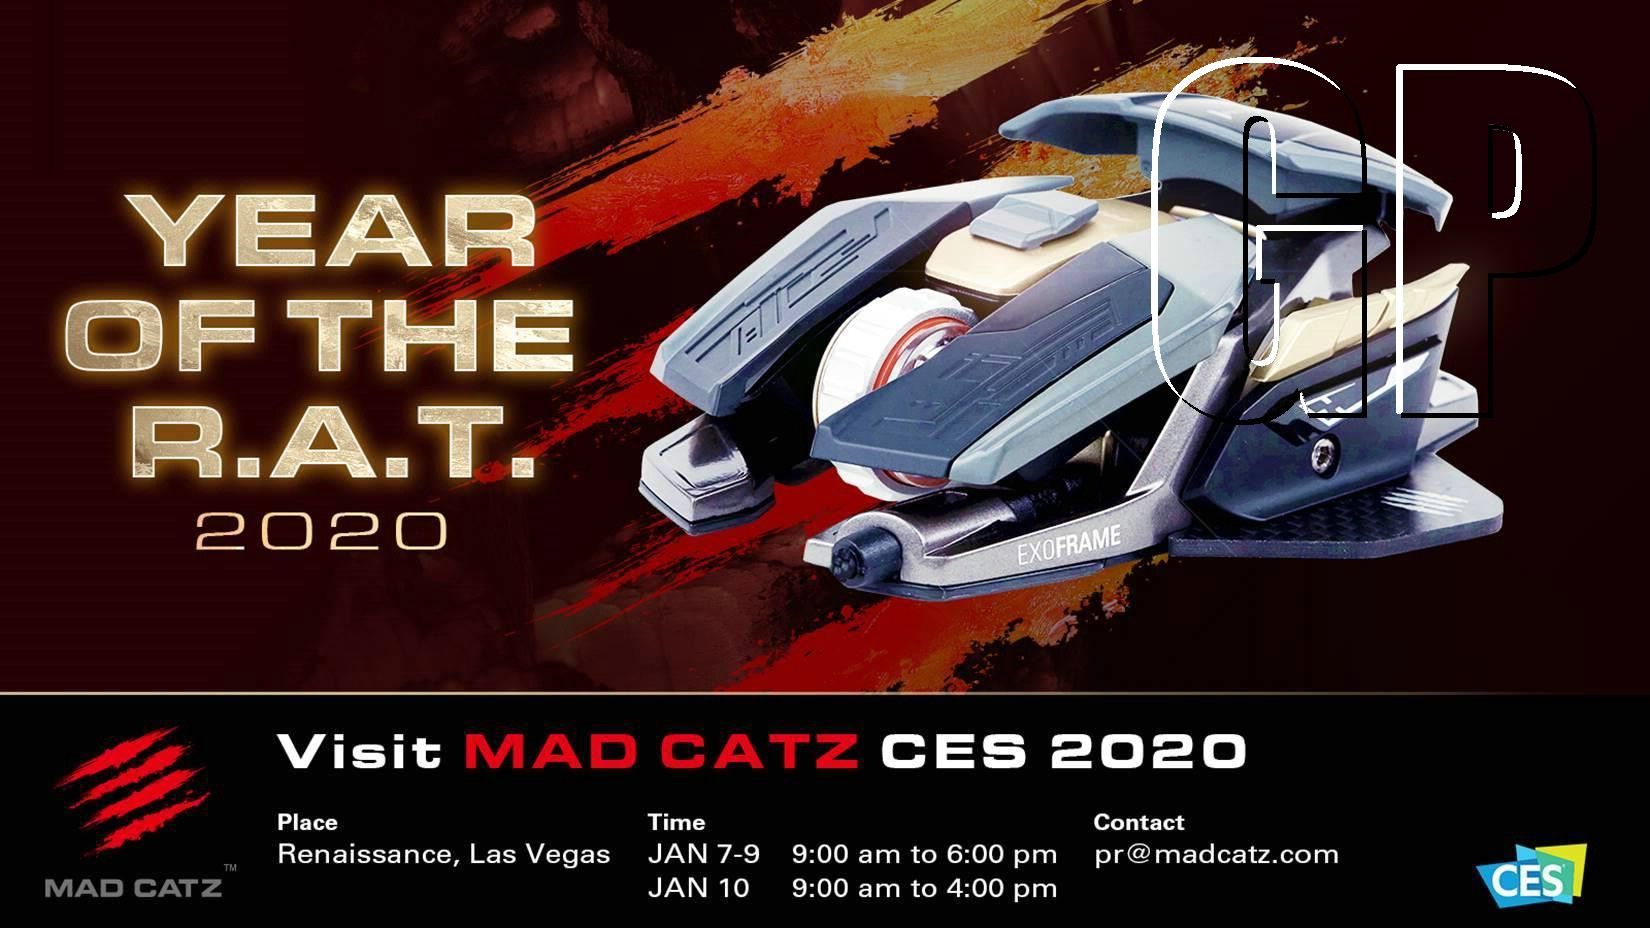 YEAR
OF THE
R.A.T.
2020
GP
EXOFRAME
Visit MAD CATZ CES 2020
Place
Renaissance, Las Vegas
Time
JAN 7-9 9:00 am to 6:00 pm
JAN 10 9:00 am to 4:00 pm
Contact
pr@madcatz.com
MAD CATZ™
CES